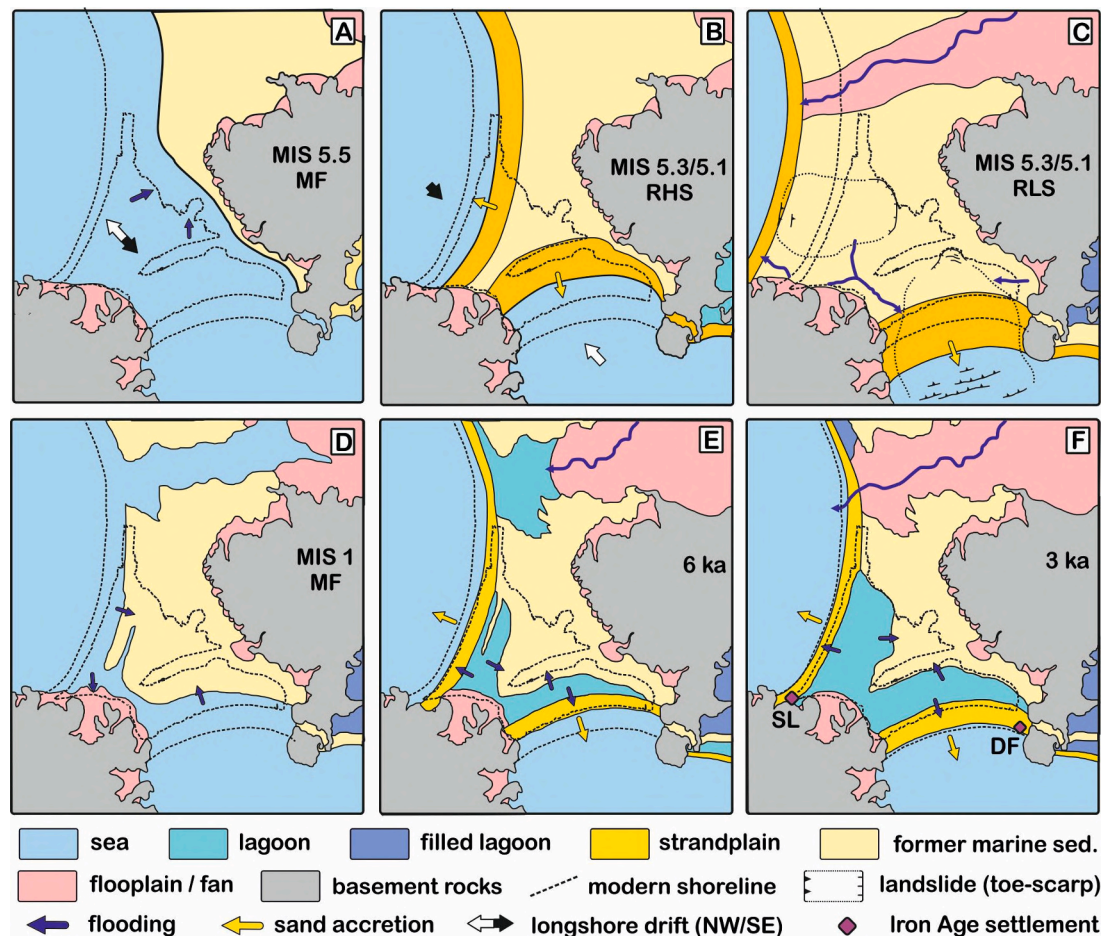 A
MIS 5.5
MF
B
MIS 5.3/5.1
RHS
C
MIS 5.3/5.1
RLS
D
MIS 1
MF
E
6 ka
F
3 ka
SL
DF
sea
lagoon
filled lagoon
strandplain
former marine sed.
flooplain / fan
basement rocks
modern shoreline
landslide (toe-scarp)
flooding
sand accretion
longshore drift (NW/SE)
Iron Age settlement